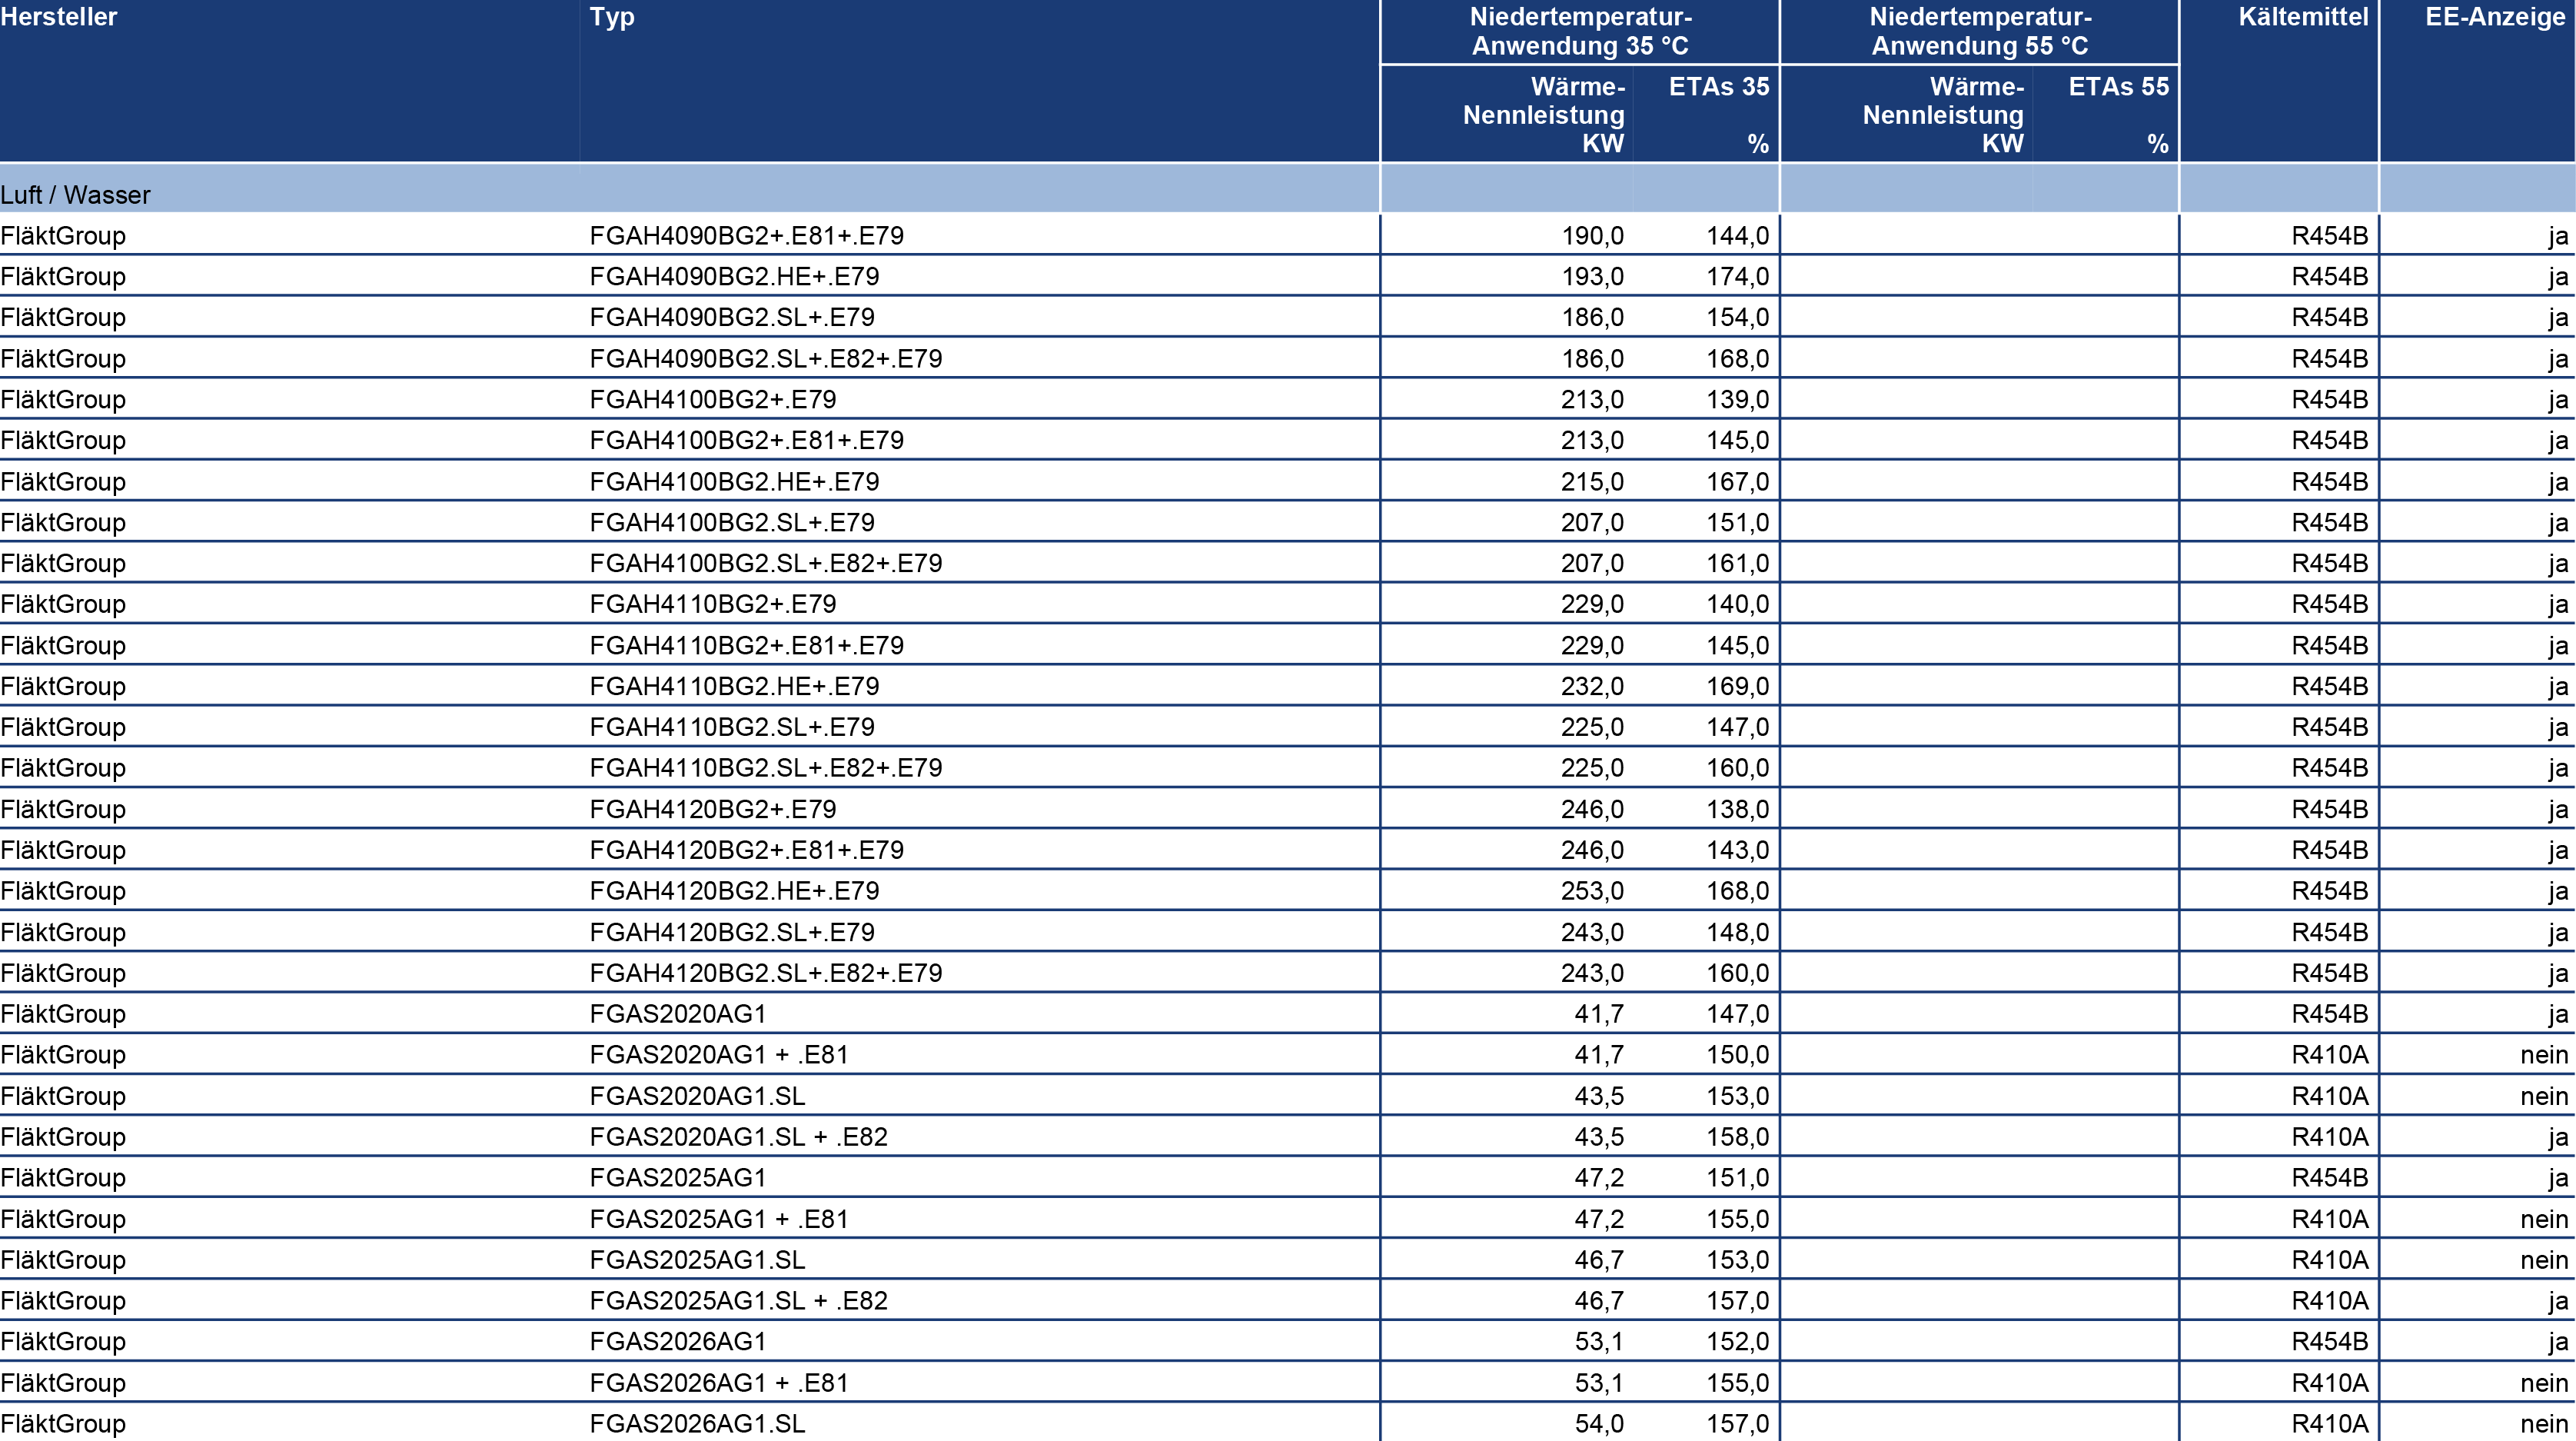 Hersteller Typ Niedertemperatur- Niedertemperatur- Kältemittel EE-Anzeige
Anwendung 35 °C Anwendung 55 °C
Wärme- ETAs 35 Wärme- ETAs 55
Nennleistung Nennleistung
KW % KW %
Luft / Wasser
FläktGroup FGAH4090BG2+.E81+.E79 190,0 144,0 R454B ja
FläktGroup FGAH4090BG2.HE+.E79 193,0 174,0 R454B ja
FläktGroup FGAH4090BG2.SL+.E79 186,0 154,0 R454B ja
FläktGroup FGAH4090BG2.SL+.E82+.E79 186,0 168,0 R454B ja
FläktGroup FGAH4100BG2+.E79 213,0 139,0 R454B ja
FläktGroup FGAH4100BG2+.E81+.E79 213,0 145,0 R454B ja
FläktGroup FGAH4100BG2.HE+.E79 215,0 167,0 R454B ja
FläktGroup FGAH4100BG2.SL+.E79 207,0 151,0 R454B ja
FläktGroup FGAH4100BG2.SL+.E82+.E79 207,0 161,0 R454B ja
FläktGroup FGAH4110BG2+.E79 229,0 140,0 R454B ja
FläktGroup FGAH4110BG2+.E81+.E79 229,0 145,0 R454B ja
FläktGroup FGAH4110BG2.HE+.E79 232,0 169,0 R454B ja
FläktGroup FGAH4110BG2.SL+.E79 225,0 147,0 R454B ja
FläktGroup FGAH4110BG2.SL+.E82+.E79 225,0 160,0 R454B ja
FläktGroup FGAH4120BG2+.E79 246,0 138,0 R454B ja
FläktGroup FGAH4120BG2+.E81+.E79 246,0 143,0 R454B ja
FläktGroup FGAH4120BG2.HE+.E79 253,0 168,0 R454B ja
FläktGroup FGAH4120BG2.SL+.E79 243,0 148,0 R454B ja
FläktGroup FGAH4120BG2.SL+.E82+.E79 243,0 160,0 R454B ja
FläktGroup FGAS2020AG1 41,7 147,0 R454B ja
FläktGroup FGAS2020AG1 + .E81 41,7 150,0 R410A nein
FläktGroup FGAS2020AG1.SL 43,5 153,0 R410A nein
FläktGroup FGAS2020AG1.SL + .E82 43,5 158,0 R410A ja
FläktGroup FGAS2025AG1 47,2 151,0 R454B ja
FläktGroup FGAS2025AG1 + .E81 47,2 155,0 R410A nein
FläktGroup FGAS2025AG1.SL 46,7 153,0 R410A nein
FläktGroup FGAS2025AG1.SL + .E82 46,7 157,0 R410A ja
FläktGroup FGAS2026AG1 53,1 152,0 R454B ja
FläktGroup FGAS2026AG1 + .E81 53,1 155,0 R410A nein
FläktGroup FGAS2026AG1.SL 54,0 157,0 R410A nein